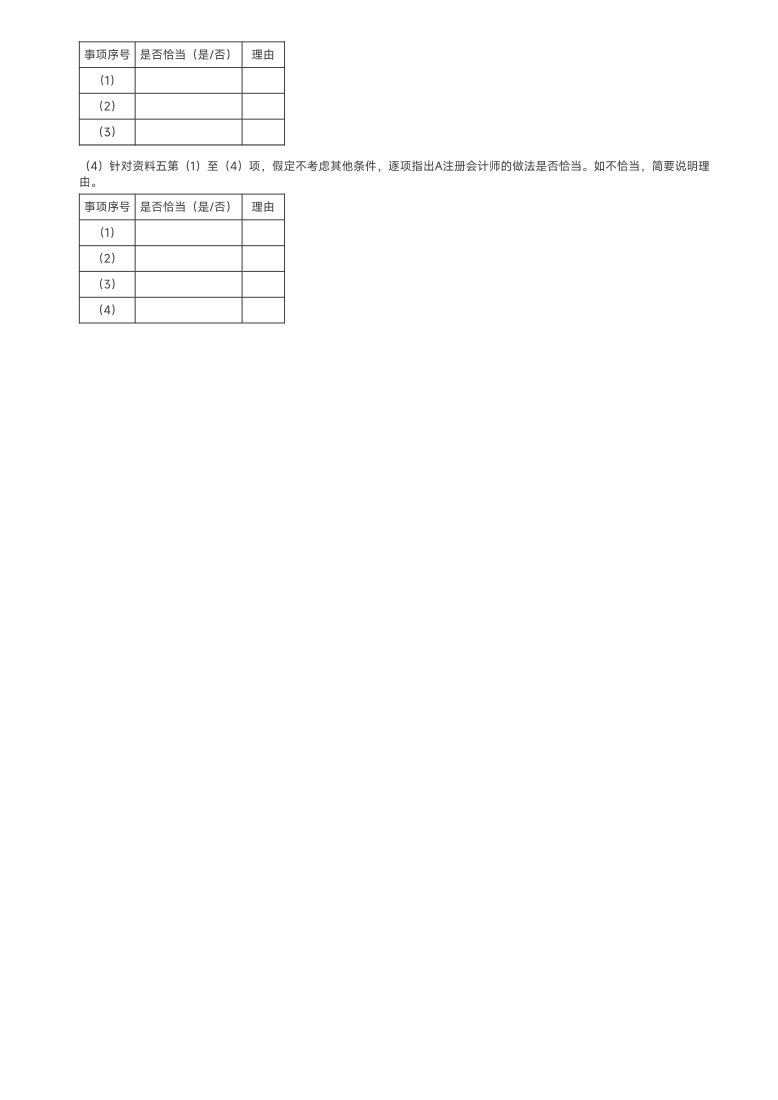 事项序号 是否恰当（是/否） 理由
（1）
（2）
（3）
（4）针对资料五第（1）至（4）项，假定不考虑其他条件，逐项指出A注册会计师的做法是否恰当。如不恰当，简要说明理
由。
事项序号 是否恰当（是/否） 理由
（1）
（2）
（3）
（4）